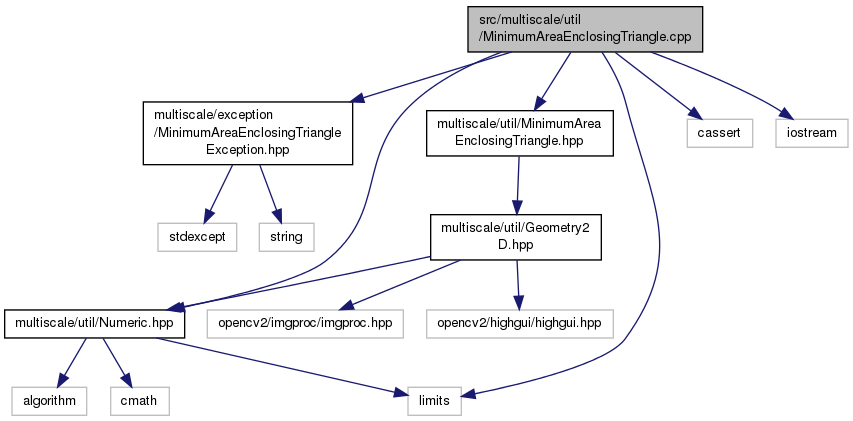 src/multiscale/util
/MinimumAreaEnclosingTriangle.cpp
multiscale/exception
/MinimumAreaEnclosingTriangle
Exception.hpp
multiscale/util/MinimumArea
EnclosingTriangle.hpp
cassert
iostream
stdexcept
string
multiscale/util/Geometry2
D.hpp
multiscale/util/Numeric.hpp
opencv2/imgproc/imgproc.hpp
opencv2/highgui/highgui.hpp
algorithm
cmath
limits